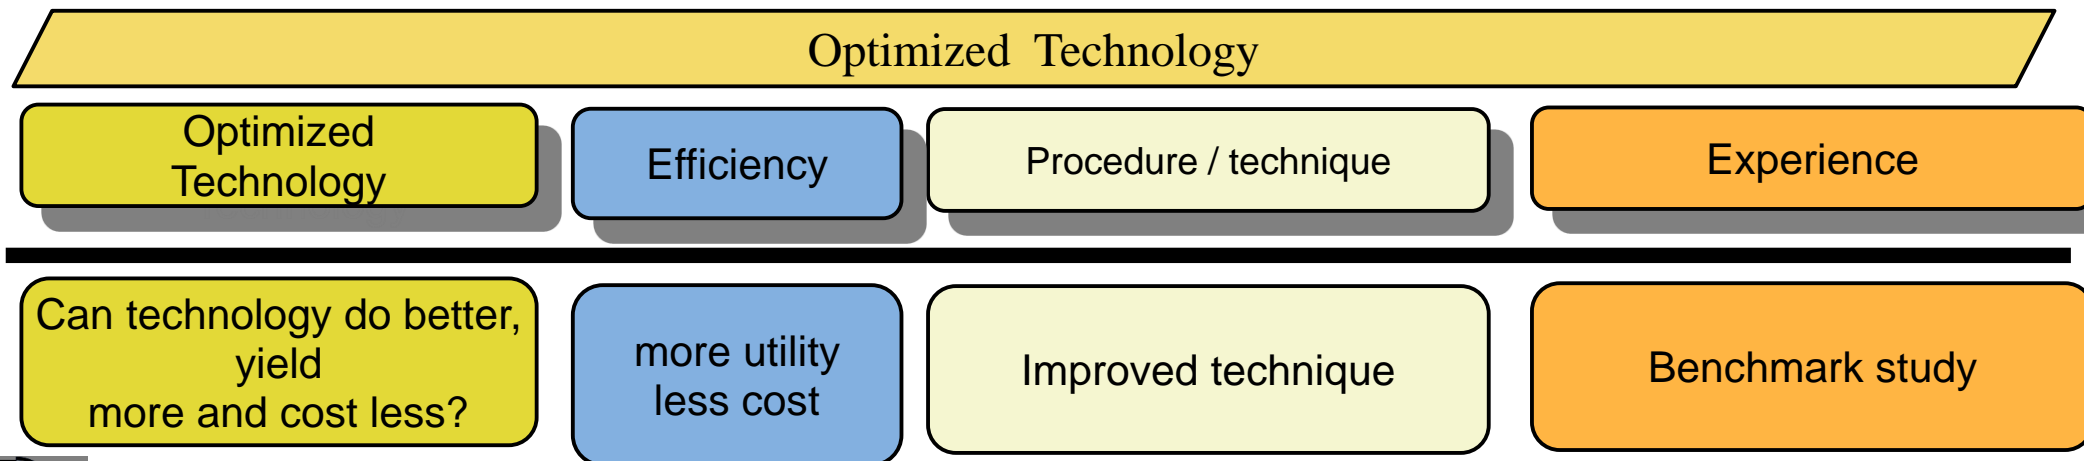 Optimized Technology
Optimized
Technology
Efficiency
Procedure / technique
Experience
Can technology do better,
yield
more and cost less?
more utility
less cost
Improved technique
Benchmark study